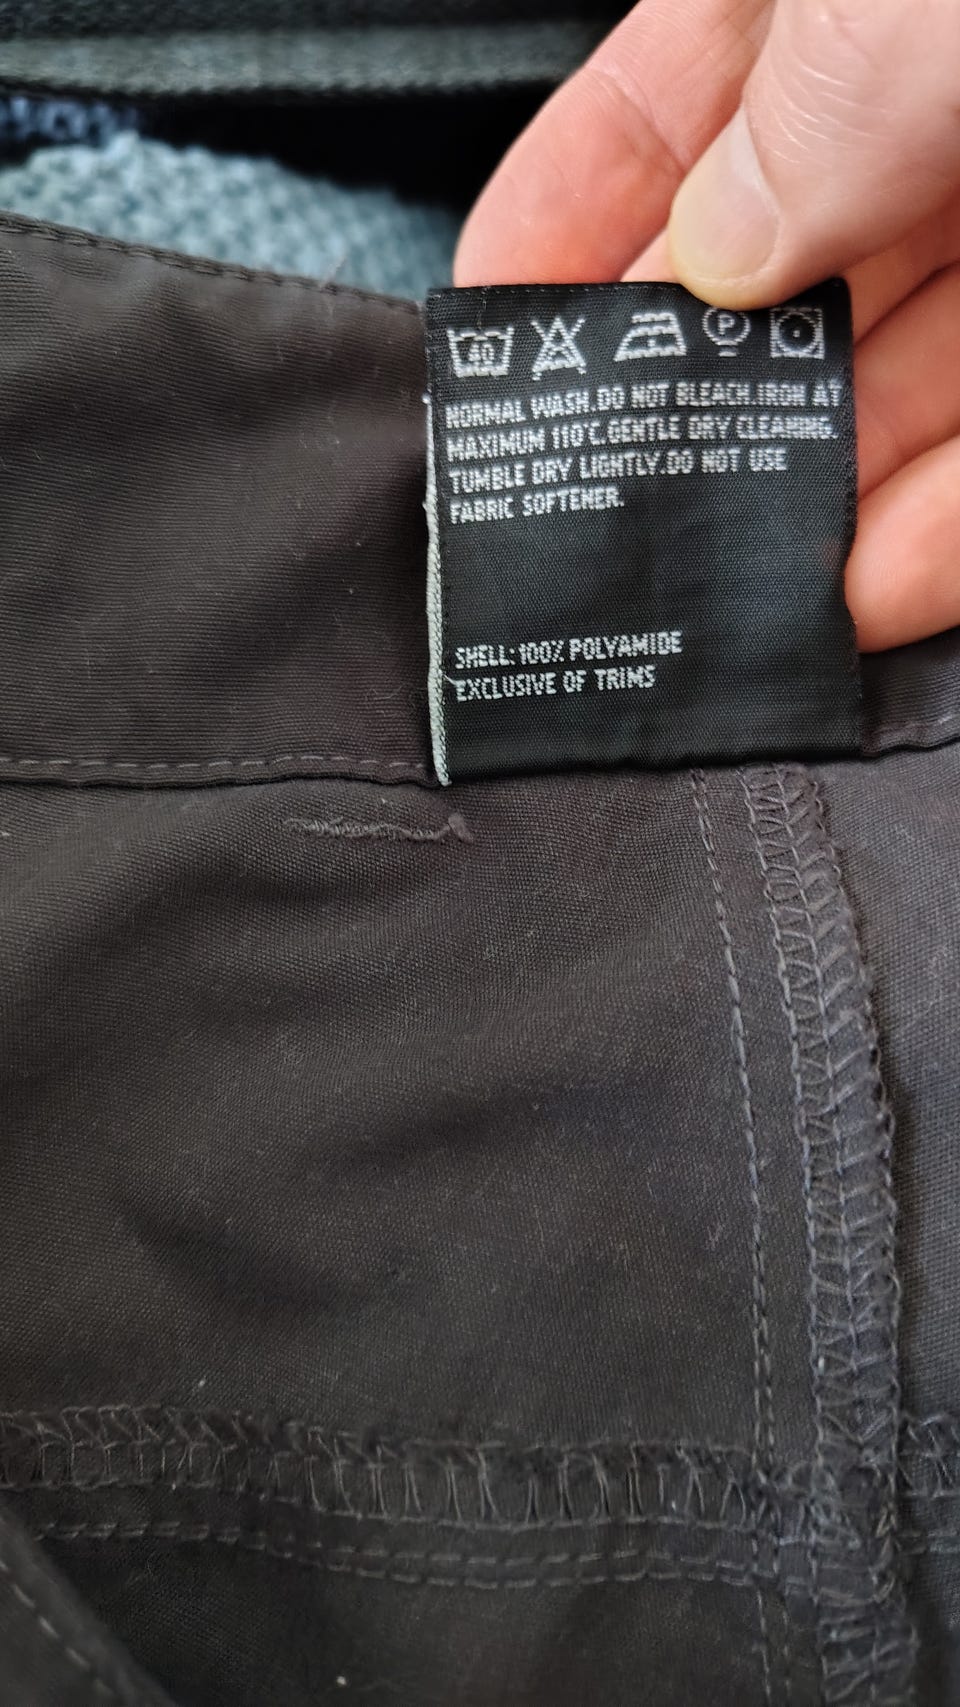 40 P
NORMAL WASH.DO NOT BLEACH.IRON AT
MAXIMUM 110°C.GENTLE DRY CLEANING.
TUMBLE DRY LIGHTLY.DO NOT USE
FABRIC SOFTENER.
SHELL: 100% POLYAMIDE
EXCLUSIVE OF TRIMS